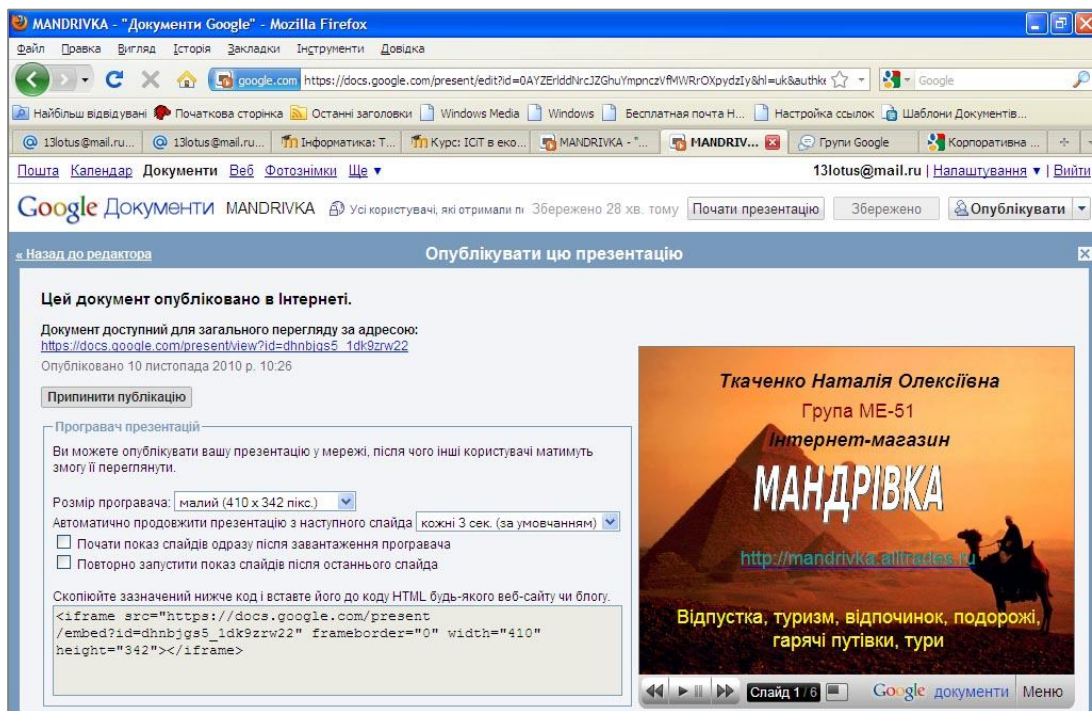 MANDRIVKA - "Документи Google" - Mozilla Firefox
Файл Правка Вигляд Історія Закладки Інструменти Довідка
google.com https://docs.google.com/present/edit?id=0AYZErlddNrcJZGhuYmpnczVfMWRrOXpydzIy&hl=uk&authke Google
Найбільш відвідувані Початкова сторінка Останні заголовки Windows Media Windows Бесплатная почта H... Настройка ссылок Шаблони Документів...
13lotus@mail.ru... 13lotus@mail.ru... Інформатика: Т... Курс: ІСіТ в еко... MANDRIVKA - "... MANDRIV... Групи Google Корпоративна ...
Пошта Календар Документи Веб Фотознімки Ще ▼ 13lotus@mail.ru | Налаштування ▼ | Вийти
Google Документи MANDRIVKA Усі користувачі, які отримали Збережено 28 хв. тому Почати презентацію Збережено Опублікувати
« Назад до редактора Опублікувати цю презентацію
Цей документ опубліковано в Інтернеті.
Документ доступний для загального перегляду за адресою:
https://docs.google.com/present/view?id=dhnbjgs5_1dk9zrw22
Опубліковано 10 листопада 2010 р. 10:26
Припинити публікацію
Програвач презентацій
Ви можете опублікувати вашу презентацію у мережі, після чого інші користувачі матимуть
змогу її переглянути.
Розмір програвача: малий (410 x 342 пікс.)
Автоматично продовжити презентацію з наступного слайда кожні 3 сек. (за умовчанням)
Почати показ слайдів одразу після завантаження програвача
Повторно запустити показ слайдів після останнього слайда
Скопіюйте зазначений нижче код і вставте його до коду HTML будь-якого веб-сайту чи блогу.
<iframe src="https://docs.google.com/present
/embed?id=dhnbjgs5_1dk9zrw22" frameborder="0" width="410"
height="342"></iframe>
Ткаченко Наталія Олексіївна
Група МЕ-51
Інтернет-магазин
МАНДРІВКА
http://mandrivka.alltrades.ru
Відпустка, туризм, відпочинок, подорожі,
гарячі путівки, тури
Слайд 1 / 6 Google документи Меню